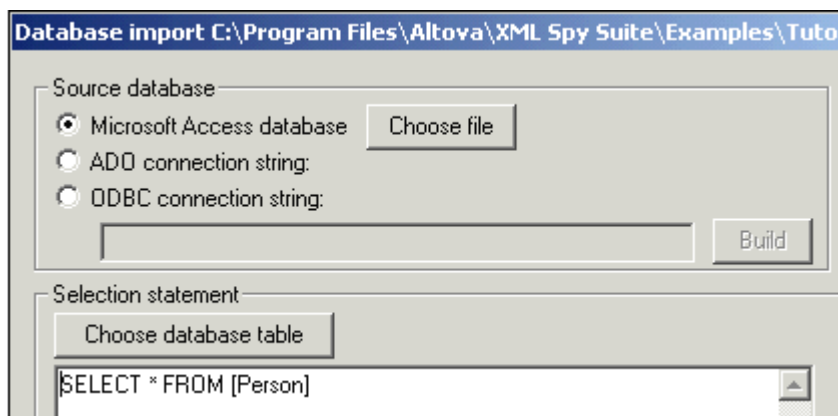 Database import C:\Program Files\Altova\XML Spy Suite\Examples\Tuto
Source database
Microsoft Access database Choose file
ADO connection string:
ODBC connection string:
Build
Selection statement
Choose database table
SELECT * FROM [Person]